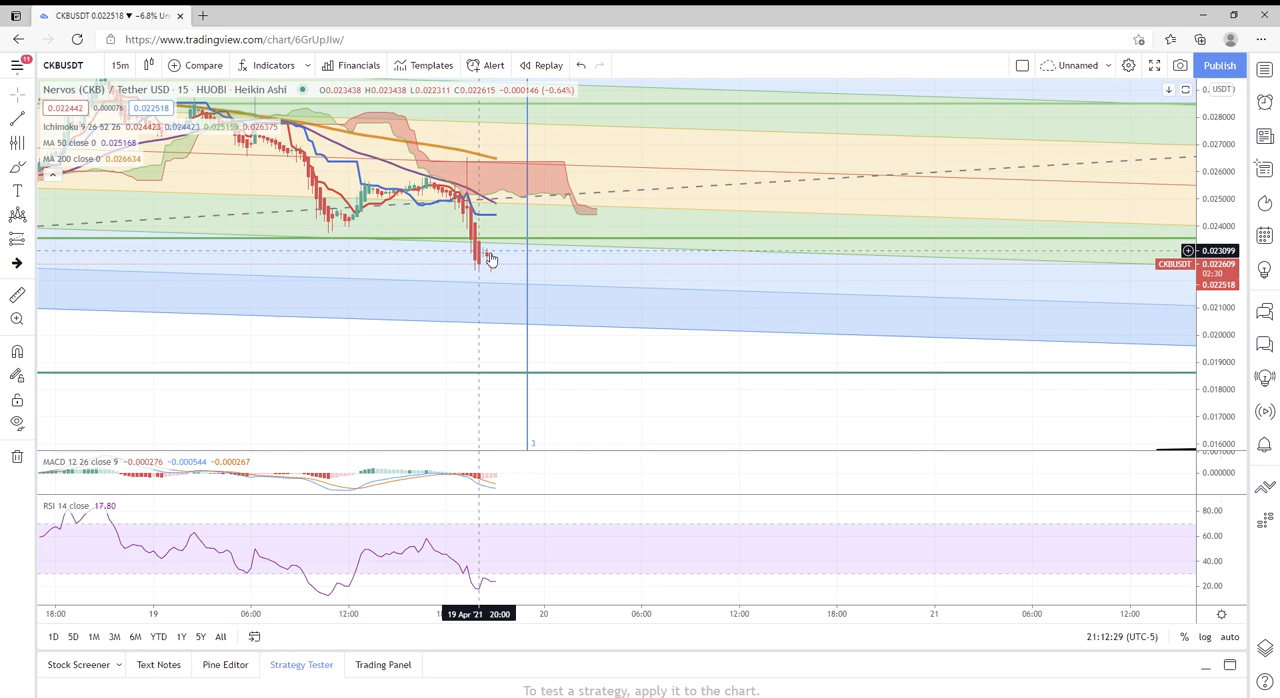 CKBUSDT 0.022518 ▼ −6.8% Un
https://www.tradingview.com/chart/6GrUpJIw/
11
CKBUSDT 15m Compare Indicators Financials Templates Alert Replay Unnamed Publish
Nervos (CKB) / Tether USD · 15 · HUOBI · Heikin Ashi O0.023438 H0.023438 L0.022311 C0.022615 −0.000146 (−0.64%)
USDT
0.022442 0.000076 0.022518
0.028000
Ichimoku 9 26 52 26 0.024423 0.024423 0.025159 0.026375
MA 50 close 0 0.025168
0.027000
MA 200 close 0 0.026634
0.026000
0.025000
0.024000
0.023099
CKBUSDT 0.022609
02:30
0.022518
0.021000
0.020000
0.019000
0.018000
0.017000
3
0.016000
MACD 12 26 close 9 −0.000276 −0.000544 −0.000267
0.000000
RSI 14 close 17.80
80.00
60.00
40.00
20.00
18:00 19 06:00 12:00 19 Apr '21 20:00 20 06:00 12:00 18:00 21 06:00 12:00
1D 5D 1M 3M 6M YTD 1Y 5Y All 21:12:29 (UTC-5) % log auto
Stock Screener Text Notes Pine Editor Strategy Tester Trading Panel
To test a strategy, apply it to the chart.